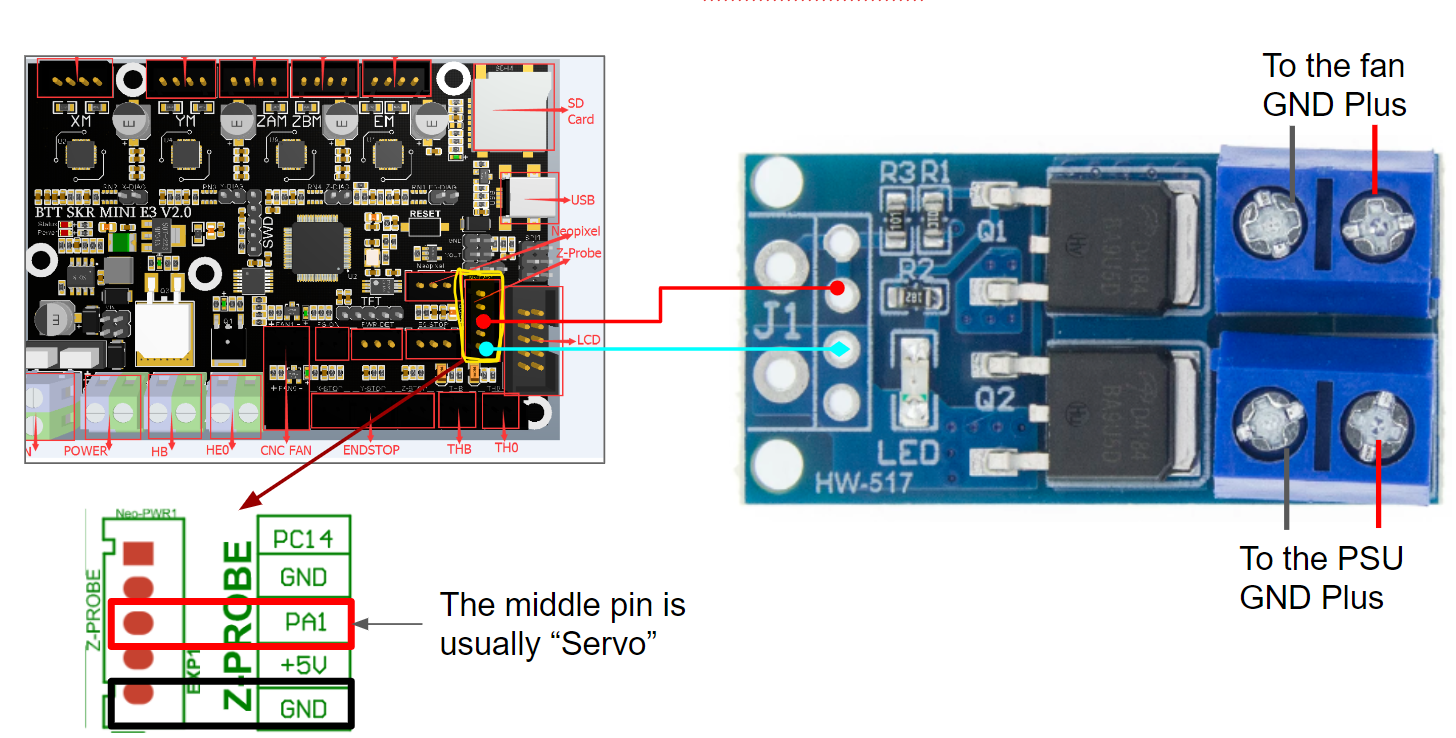 To the fan
GND Plus
SD
Card
XM
YM
ZAM
ZBM
EM
BTT SKR MINI E3 V2.0
SWD
RESET
USB
Neopixel
Z-Probe
Neopixel
TFT
LCD
POWER
HB
HE0
CNC FAN
ENDSTOP
THB
TH0
R3
R1
Q1
R2
J1
Q2
LED
HW-517
To the PSU
GND Plus
Neo-PWR1
Z-PROBE
EXP1
Z-PROBE
PC14
GND
PA1
+5V
GND
The middle pin is
usually “Servo”